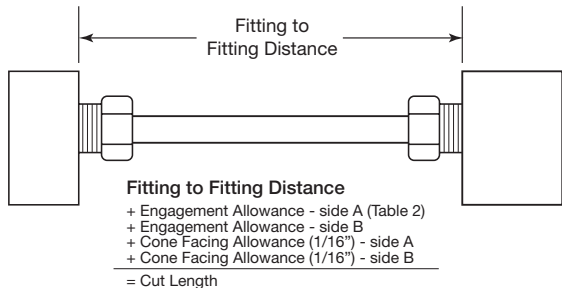 Fitting to
Fitting Distance
Fitting to Fitting Distance
+ Engagement Allowance - side A (Table 2)
+ Engagement Allowance - side B
+ Cone Facing Allowance (1/16”) - side A
+ Cone Facing Allowance (1/16”) - side B
= Cut Length